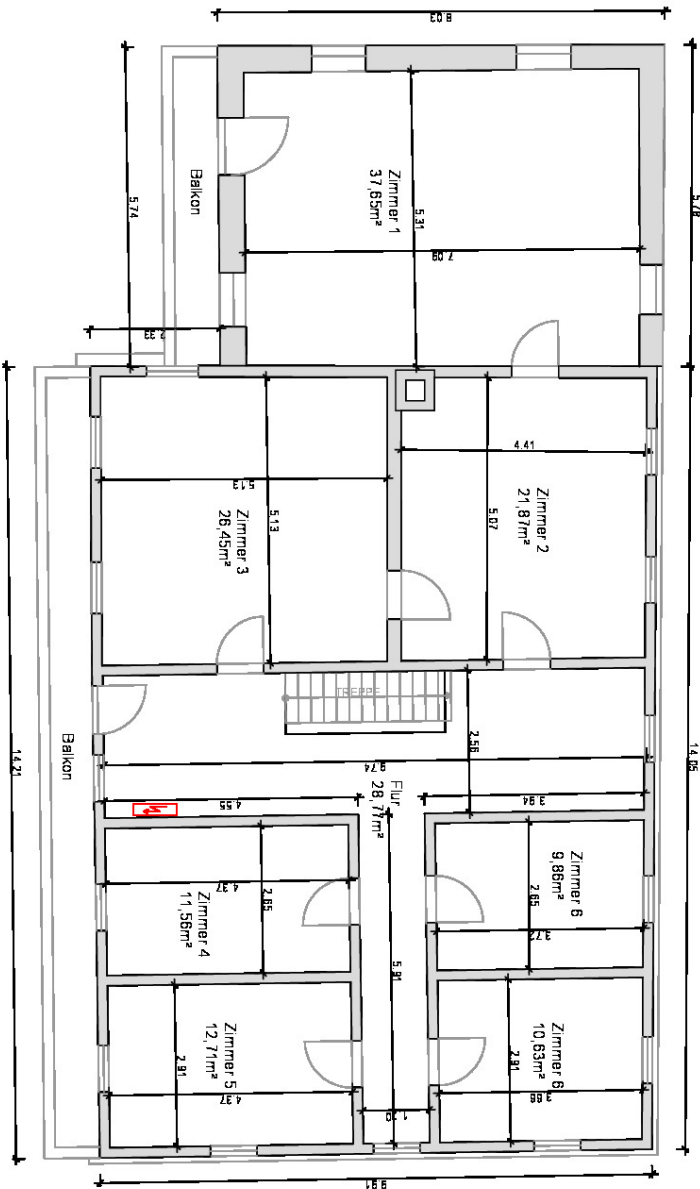 8.03
5.74
5.78
Balkon
Zimmer 1
37,65m²
5.31
7.09
2.33
4.41
5.13
5.13
5.07
Zimmer 2
21,87m²
Zimmer 3
26,45m²
TREPPE
2.56
9.74
Flur
28,77m²
4.55
3.94
Balkon
14.21
14.05
Zimmer 4
11,56m²
4.37
2.65
Zimmer 6
9,86m²
2.65
3.72
5.91
Zimmer 5
12,71m²
2.91
4.37
Zimmer 6
10,63m²
2.91
3.66
1.20
9.91